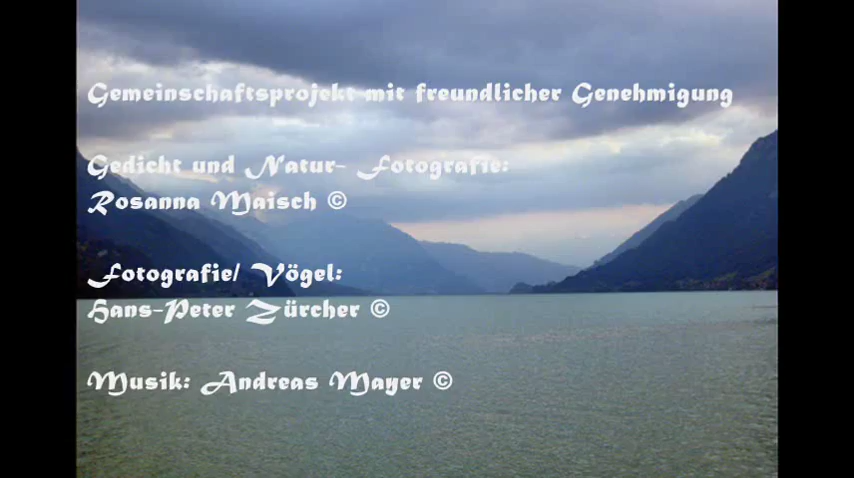 Gemeinschaftsprojekt mit freundlicher Genehmigung
Gedicht und Natur- Fotografie:
Rosanna Maisch ©
Fotografie/ Vögel:
Hans-Peter Zürcher ©
Musik: Andreas Mayer ©